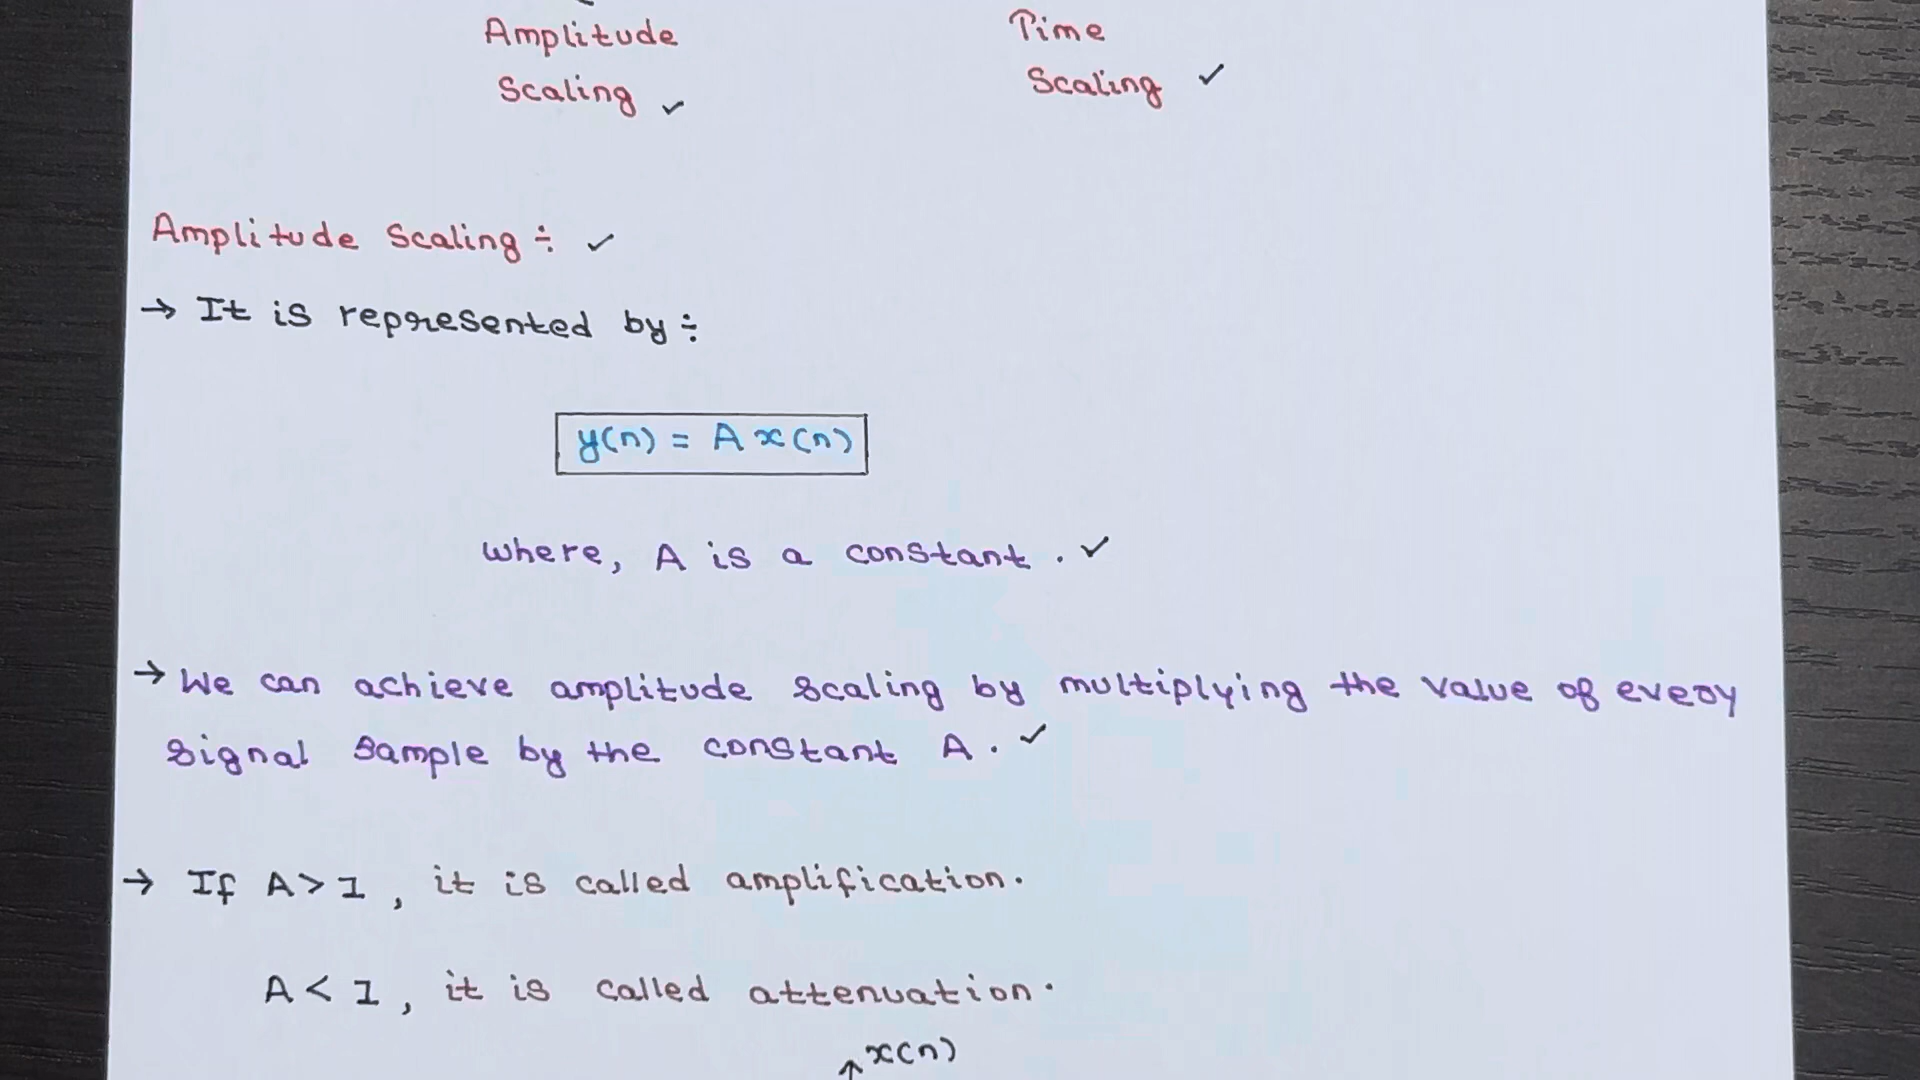 Amplitude Time
Scaling ✓ Scaling ✓
Amplitude Scaling ÷ ✓
→ It is represented by ÷
y(n) = A x(n)
where, A is a constant. ✓
→ We can achieve amplitude scaling by multiplying the value of every
signal sample by the constant A. ✓
→ If A > 1, it is called amplification.
A < 1, it is called attenuation.
↑ x(n)